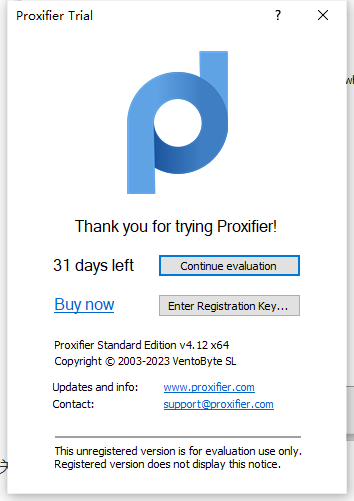 Proxifier Trial
?
Thank you for trying Proxifier!
31 days left
Continue evaluation
Buy now
Enter Registration Key...
Proxifier Standard Edition v4.12 x64
Copyright © 2003-2023 VentoByte SL
Updates and info: www.proxifier.com
Contact: support@proxifier.com
This unregistered version is for evaluation use only.
Registered version does not display this notice.